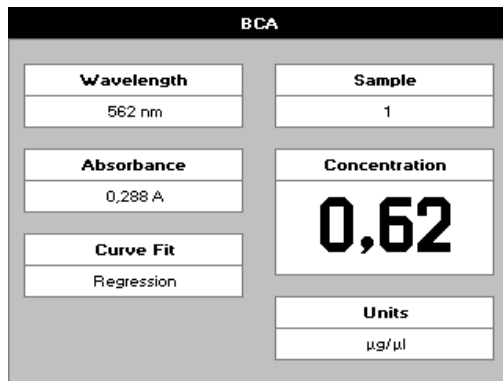 BCA
Wavelength
562 nm
Absorbance
0,288 A
Curve Fit
Regression
Sample
1
Concentration
0,62
Units
µg/µl